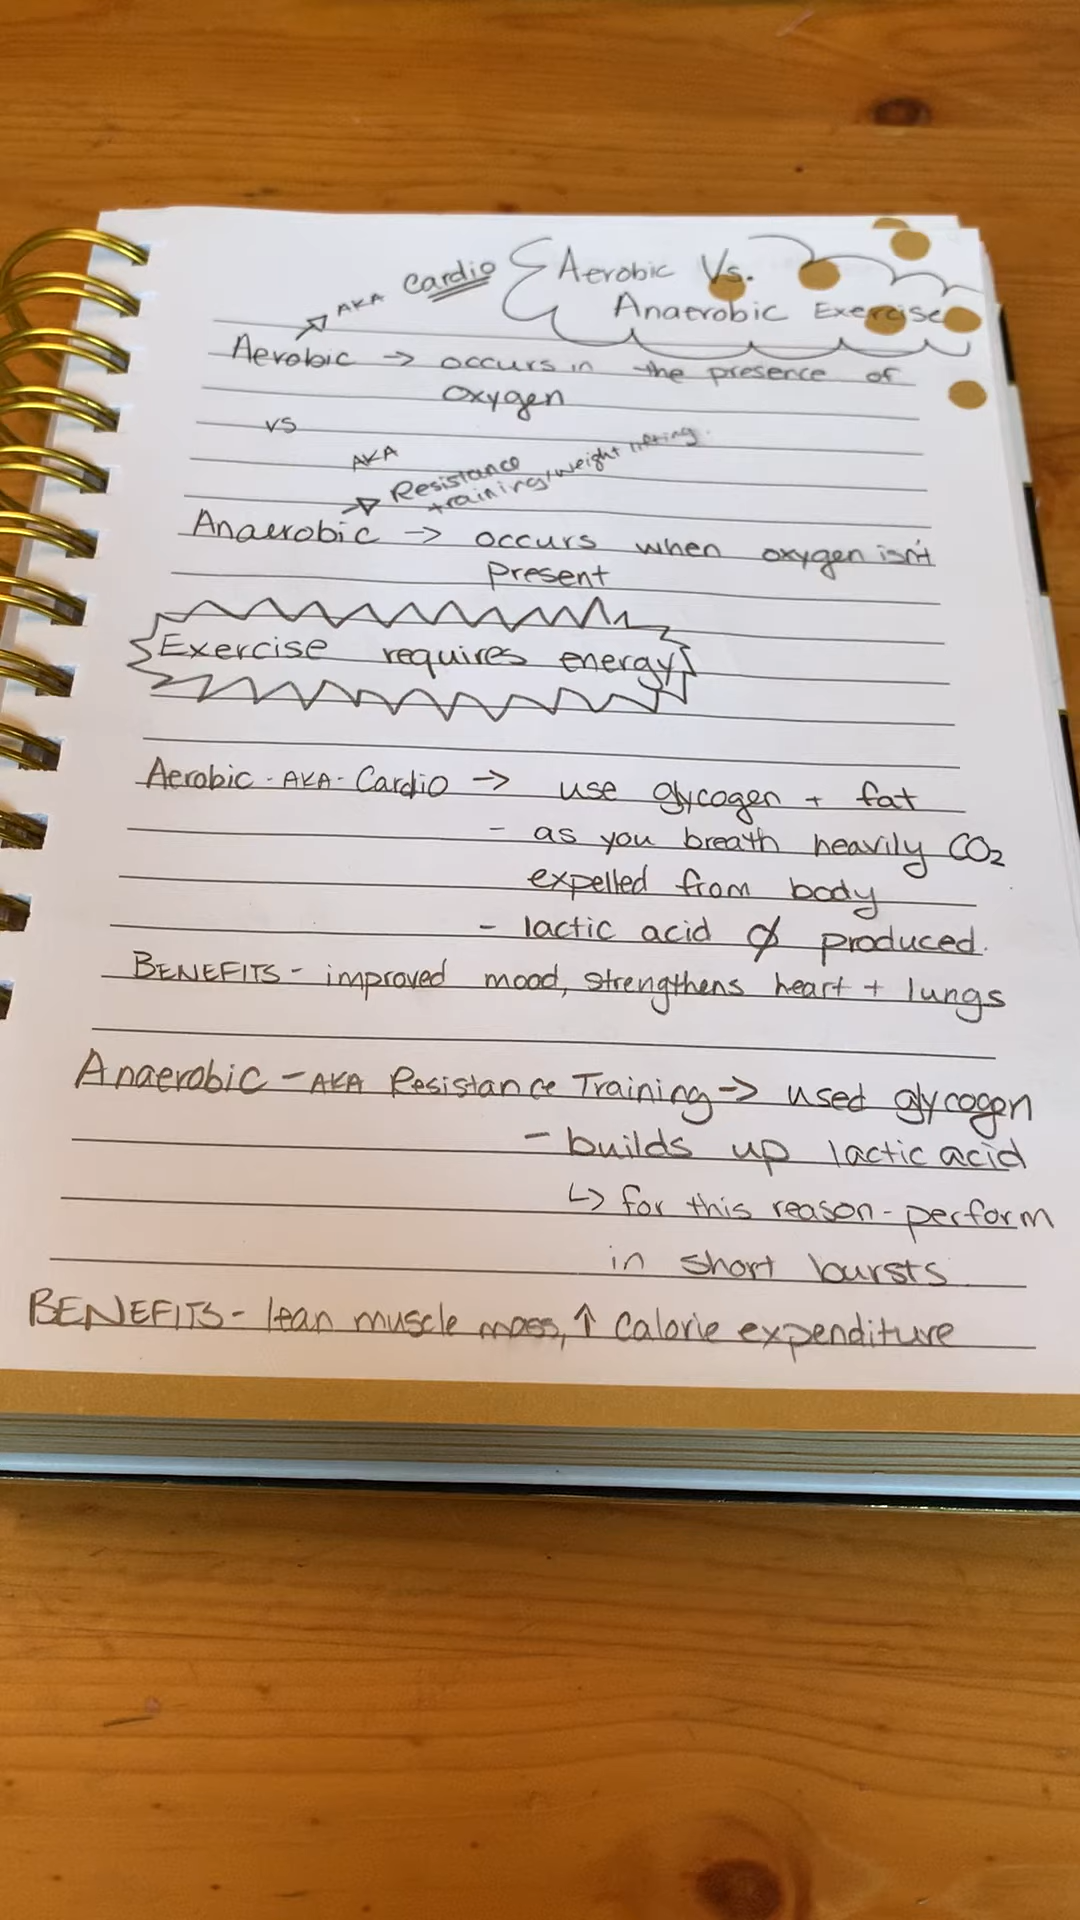 Aerobic Vs.
Anaerobic Exercise
AKA Cardio
Aerobic → occurs in the presence of
oxygen
vs
AKA
Resistance
training/weight lifting.
Anaerobic → occurs when oxygen isn't
present
Exercise requires energy
Aerobic - AKA - Cardio → use glycogen + fat
- as you breath heavily CO2
expelled from body
- lactic acid ∅ produced.
BENEFITS - improved mood, strengthens heart + lungs
Anaerobic - AKA Resistance Training → used glycogen
- builds up lactic acid
↳ for this reason - perform
in short bursts
BENEFITS - lean muscle mass, ↑ calorie expenditure